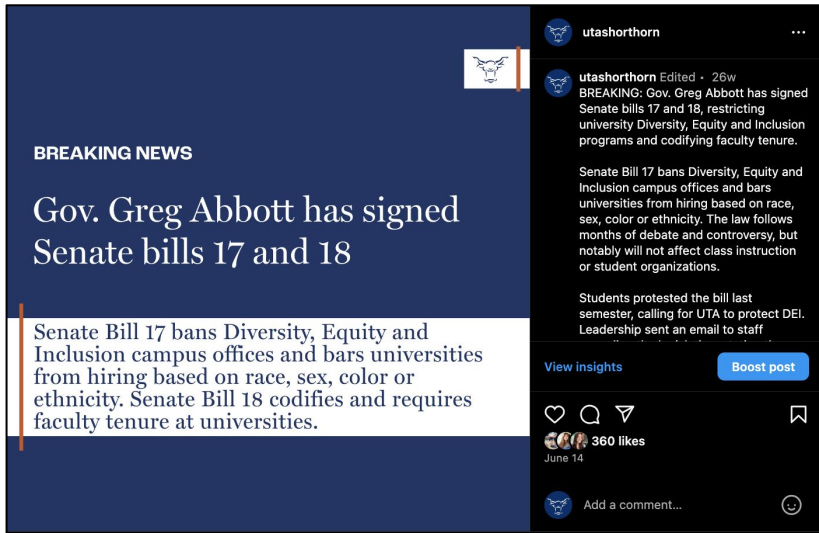 BREAKING NEWS
Gov. Greg Abbott has signed
Senate bills 17 and 18
Senate Bill 17 bans Diversity, Equity and
Inclusion campus offices and bars universities
from hiring based on race, sex, color or
ethnicity. Senate Bill 18 codifies and requires
faculty tenure at universities.
utashorthorn
utashorthorn Edited • 26w
BREAKING: Gov. Greg Abbott has signed
Senate bills 17 and 18, restricting
university Diversity, Equity and Inclusion
programs and codifying faculty tenure.
Senate Bill 17 bans Diversity, Equity and
Inclusion campus offices and bars
universities from hiring based on race,
sex, color or ethnicity. The law follows
months of debate and controversy, but
notably will not affect class instruction
or student organizations.
Students protested the bill last
semester, calling for UTA to protect DEI.
Leadership sent an email to staff
View insights
Boost post
360 likes
June 14
Add a comment...